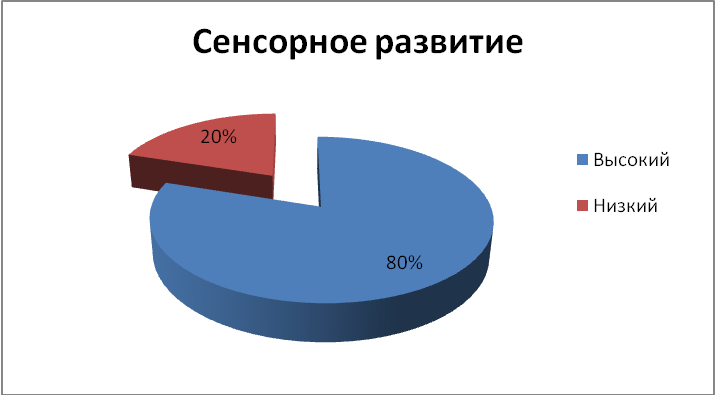 Сенсорное развитие
20%
Высокий
Низкий
80%